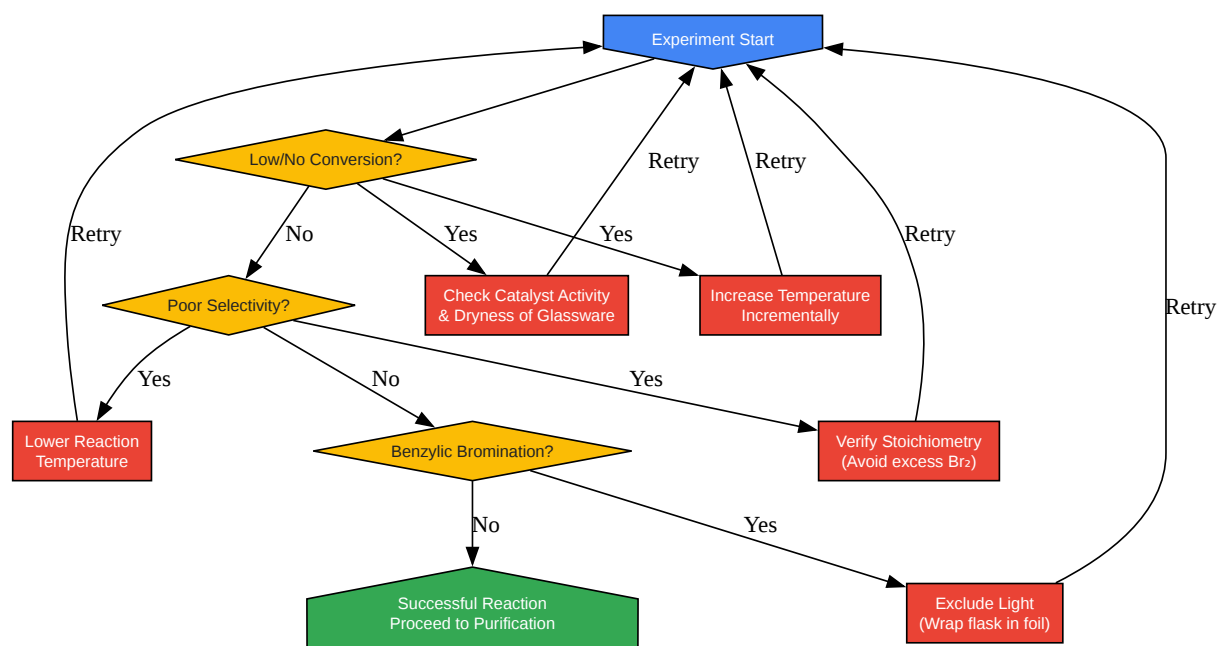 Experiment Start
Low/No Conversion?
Retry
Retry
Retry
No
Yes
Yes
Retry
Poor Selectivity?
Check Catalyst Activity
& Dryness of Glassware
Increase Temperature
Incrementally
Retry
Yes
No
Yes
Lower Reaction
Temperature
Benzylic Bromination?
Verify Stoichiometry
(Avoid excess Br₂)
No
Yes
Successful Reaction
Proceed to Purification
Exclude Light
(Wrap flask in foil)